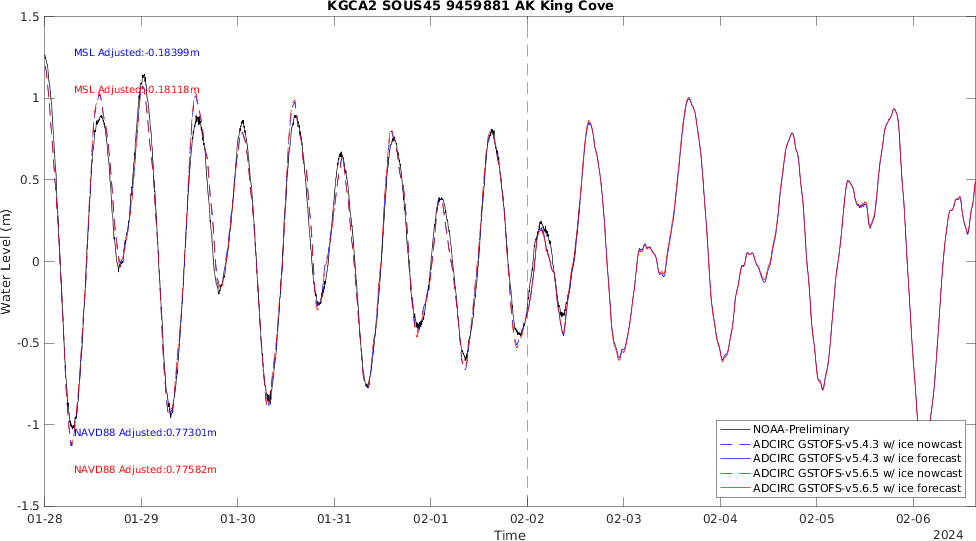 KGCA2 SOUS45 9459881 AK King Cove
1.5
MSL Adjusted:-0.18399m
1
MSL Adjusted:-0.18118m
0.5
Water Level (m)
0
-0.5
-1
NAVD88 Adjusted:0.77301m
NAVD88 Adjusted:0.77582m
-1.5
NOAA-Preliminary
ADCIRC GSTOFS-v5.4.3 w/ ice nowcast
ADCIRC GSTOFS-v5.4.3 w/ ice forecast
ADCIRC GSTOFS-v5.6.5 w/ ice nowcast
ADCIRC GSTOFS-v5.6.5 w/ ice forecast
01-28 01-29 01-30 01-31 02-01 02-02 02-03 02-04 02-05 02-06
Time
2024